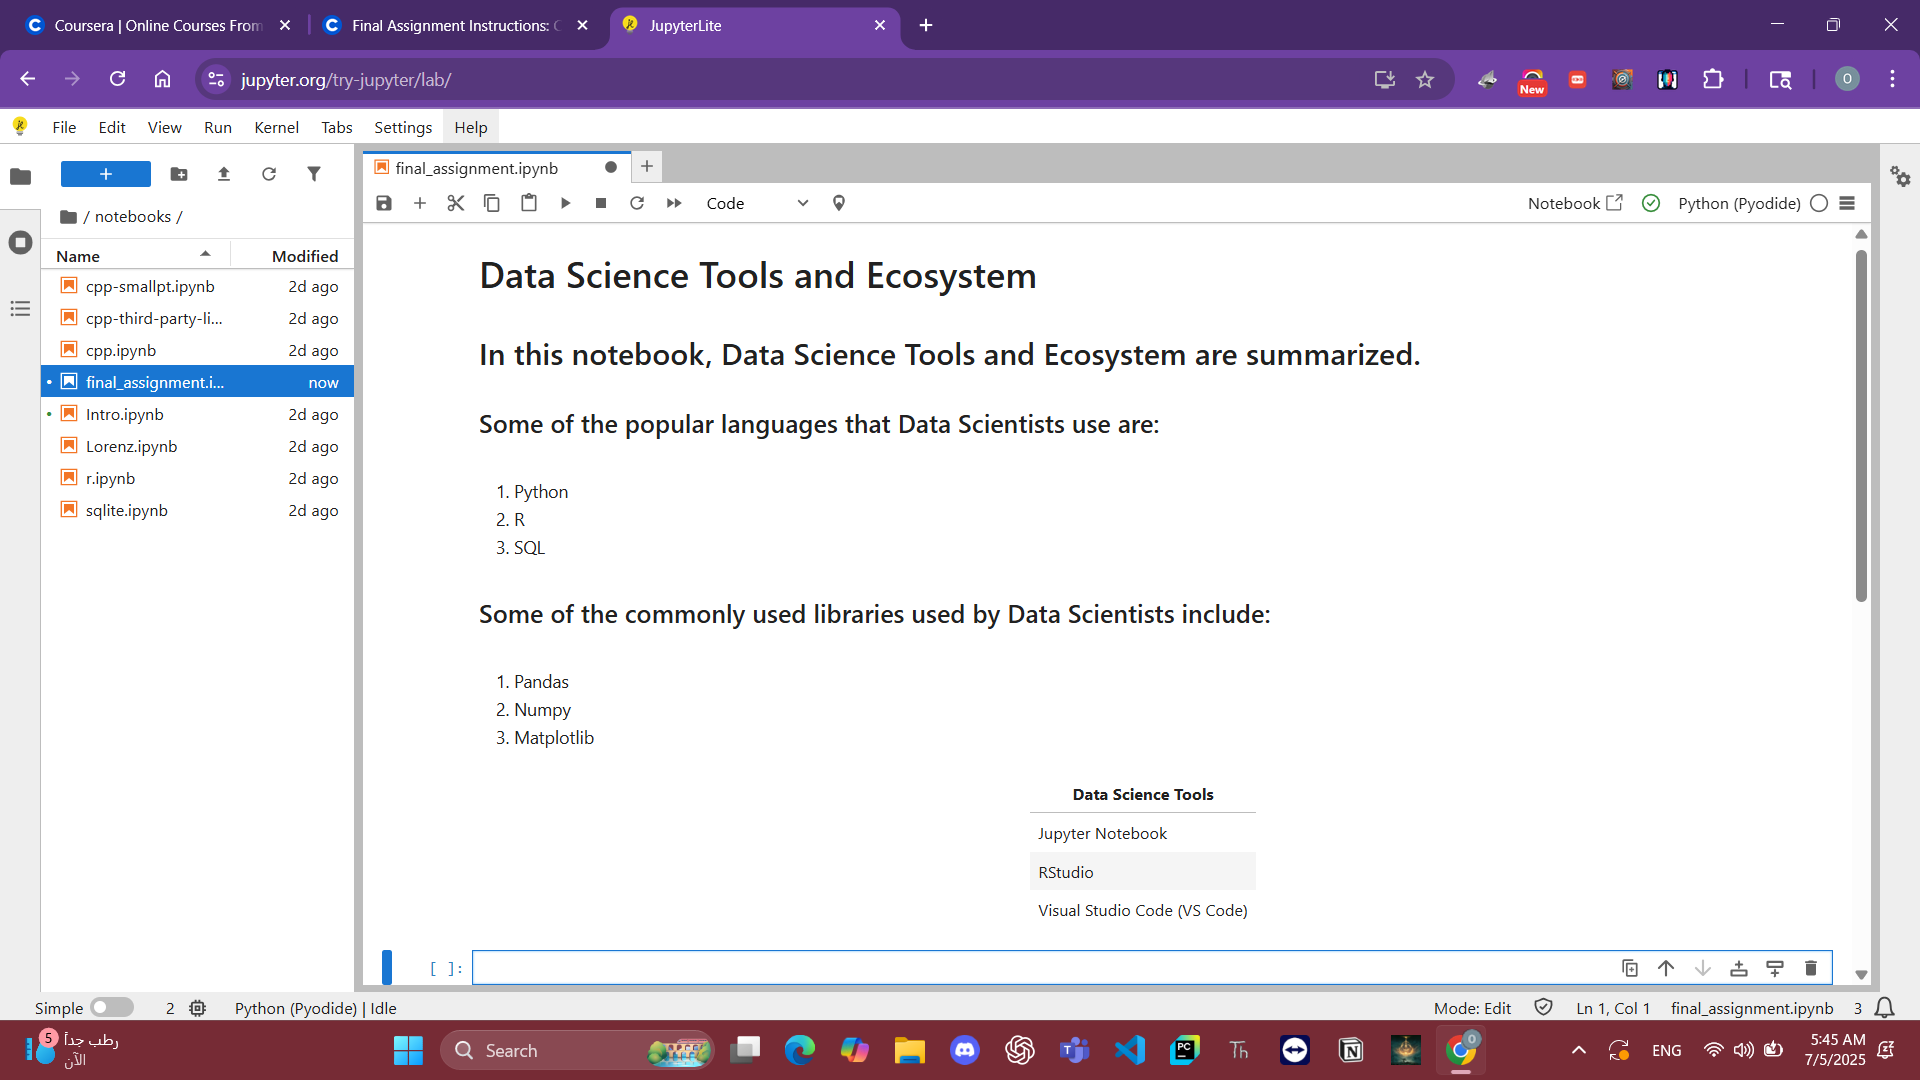 Coursera | Online Courses From
Final Assignment Instructions: C
JupyterLite
jupyter.org/try-jupyter/lab/
New
O
File Edit View Run Kernel Tabs Settings Help
final_assignment.ipynb
Code
Notebook
Python (Pyodide)
/ notebooks /
Name Modified
cpp-smallpt.ipynb 2d ago
cpp-third-party-li... 2d ago
cpp.ipynb 2d ago
final_assignment.i... now
Intro.ipynb 2d ago
Lorenz.ipynb 2d ago
r.ipynb 2d ago
sqlite.ipynb 2d ago
Data Science Tools and Ecosystem
In this notebook, Data Science Tools and Ecosystem are summarized.
Some of the popular languages that Data Scientists use are:
1. Python
2. R
3. SQL
Some of the commonly used libraries used by Data Scientists include:
1. Pandas
2. Numpy
3. Matplotlib
Data Science Tools
Jupyter Notebook
RStudio
Visual Studio Code (VS Code)
[ ]:
Simple 2 Python (Pyodide) | Idle
Mode: Edit Ln 1, Col 1 final_assignment.ipynb 3
5
رطب جداً
الآن
Search
PC
Th
ENG
5:45 AM
7/5/2025